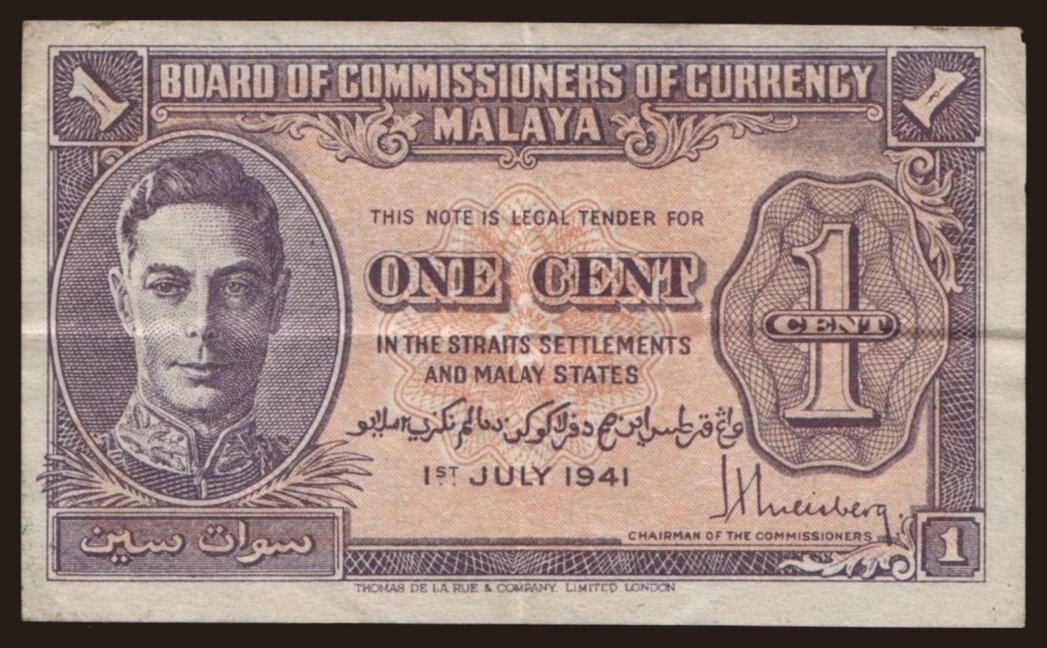 1 BOARD OF COMMISSIONERS OF CURRENCY 1
MALAYA
THIS NOTE IS LEGAL TENDER FOR
ONE CENT
IN THE STRAITS SETTLEMENTS
AND MALAY STATES
1
CENT
1ST JULY 1941
CHAIRMAN OF THE COMMISSIONERS
سوات سين
1
THOMAS DE LA RUE & COMPANY. LIMITED LONDON